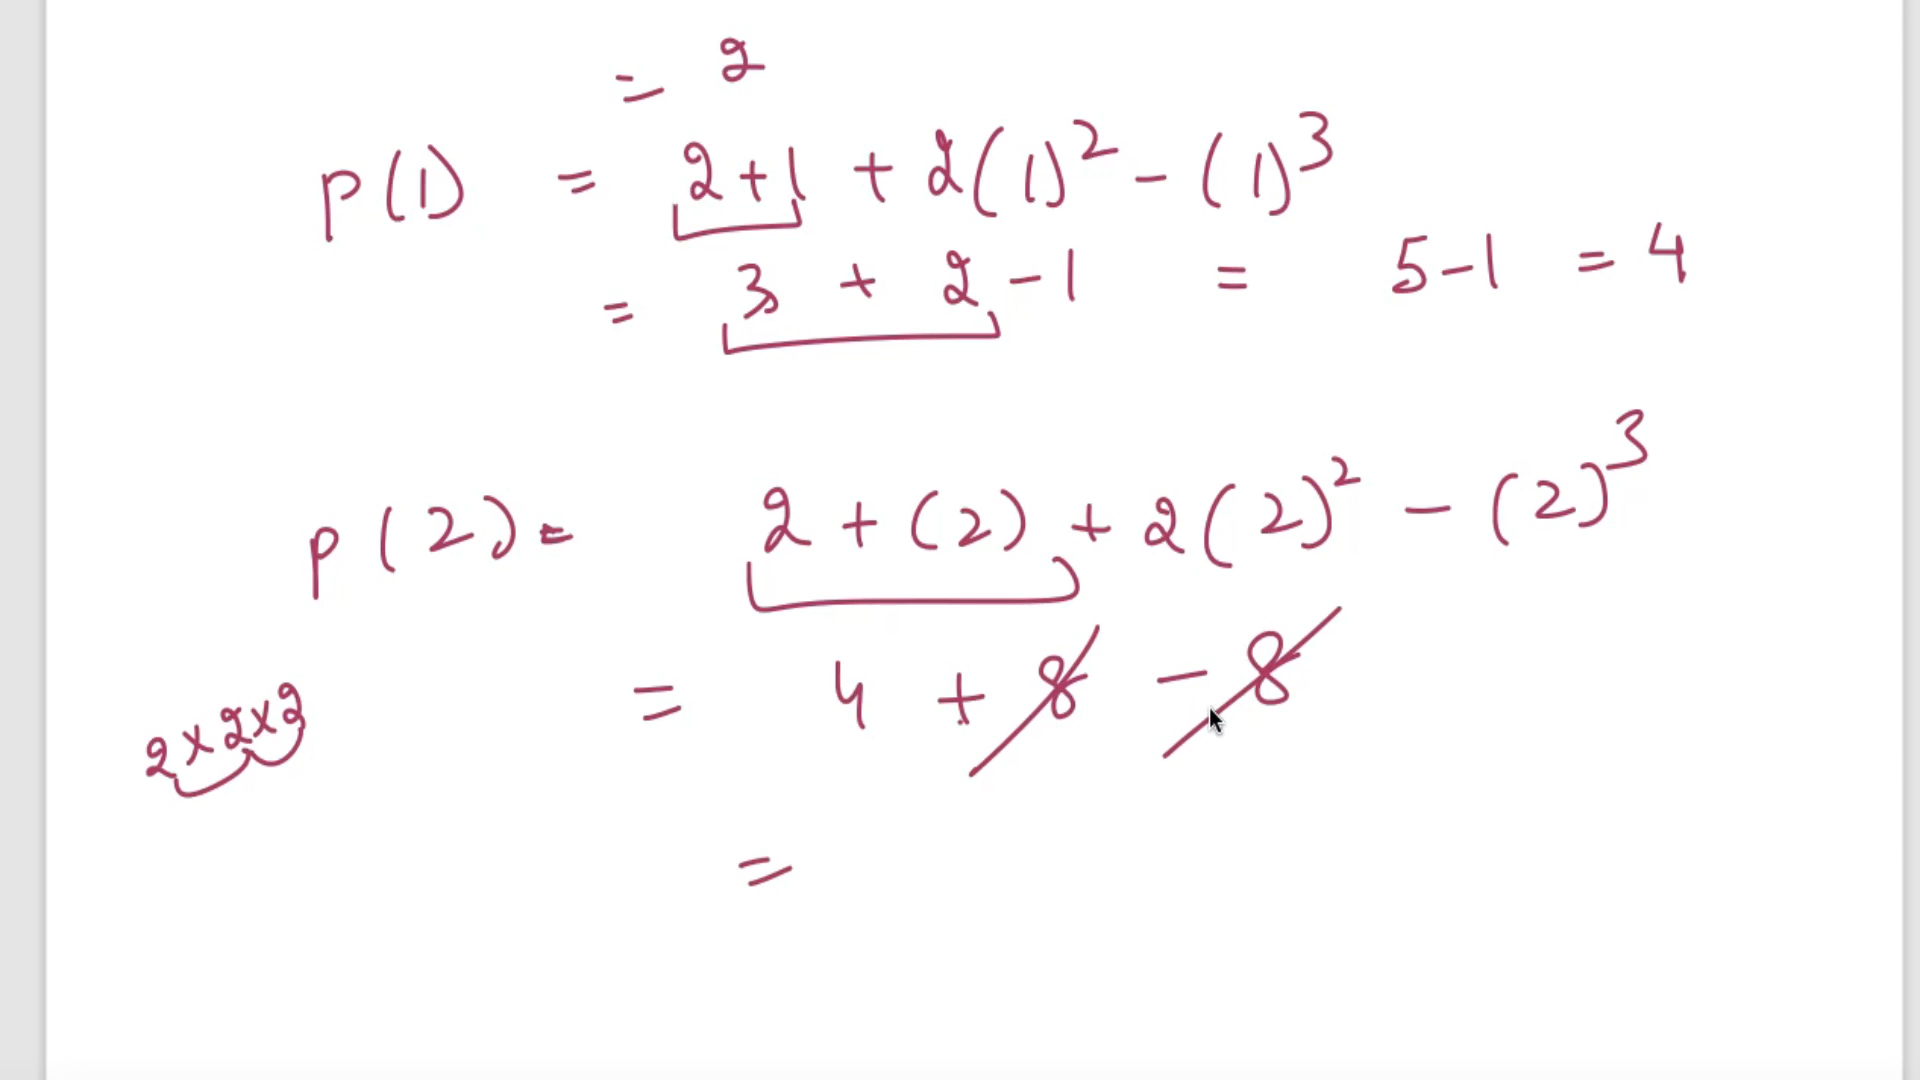 = 2
p(1) = 2+1 + 2(1)² - (1)³
= 3 + 2 - 1 = 5-1 = 4
p(2) = 2 + (2) + 2(2)² - (2)³
= 4 + 8 - 8
2×2×2
=